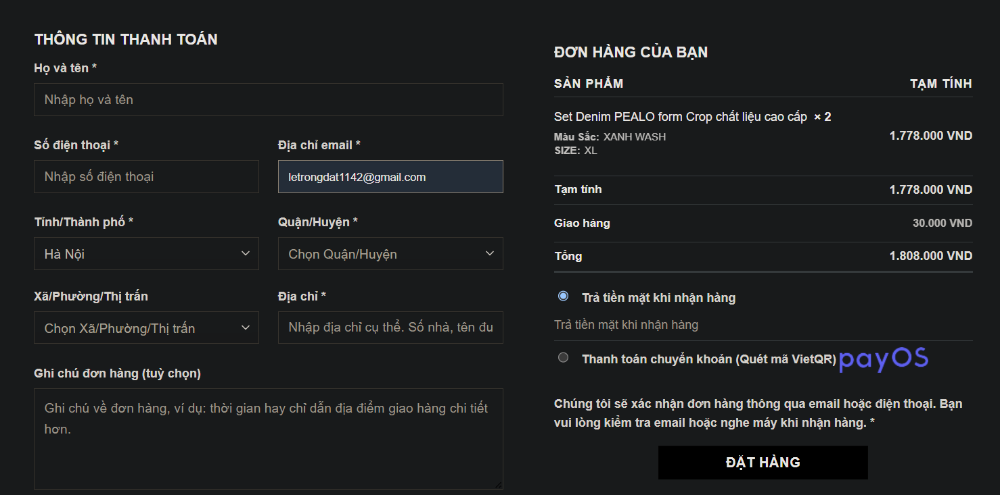 THÔNG TIN THANH TOÁN
Họ và tên *
Nhập họ và tên
Số điện thoại *
Địa chỉ email *
Nhập số điện thoại
letrongdat1142@gmail.com
Tỉnh/Thành phố *
Quận/Huyện *
Hà Nội
Chọn Quận/Huyện
Xã/Phường/Thị trấn
Địa chỉ *
Chọn Xã/Phường/Thị trấn
Nhập địa chỉ cụ thể. Số nhà, tên đu
Ghi chú đơn hàng (tuỳ chọn)
Ghi chú về đơn hàng, ví dụ: thời gian hay chỉ dẫn địa điểm giao hàng chi tiết
hơn.
ĐƠN HÀNG CỦA BẠN
SẢN PHẨM TẠM TÍNH
Set Denim PEALO form Crop chất liệu cao cấp × 2
Màu Sắc: XANH WASH
1.778.000 VND
SIZE: XL
Tạm tính 1.778.000 VND
Giao hàng 30.000 VND
Tổng 1.808.000 VND
Trả tiền mặt khi nhận hàng
Trả tiền mặt khi nhận hàng
Thanh toán chuyển khoản (Quét mã VietQR) payOS
Chúng tôi sẽ xác nhận đơn hàng thông qua email hoặc điện thoại. Bạn
vui lòng kiểm tra email hoặc nghe máy khi nhận hàng. *
ĐẶT HÀNG